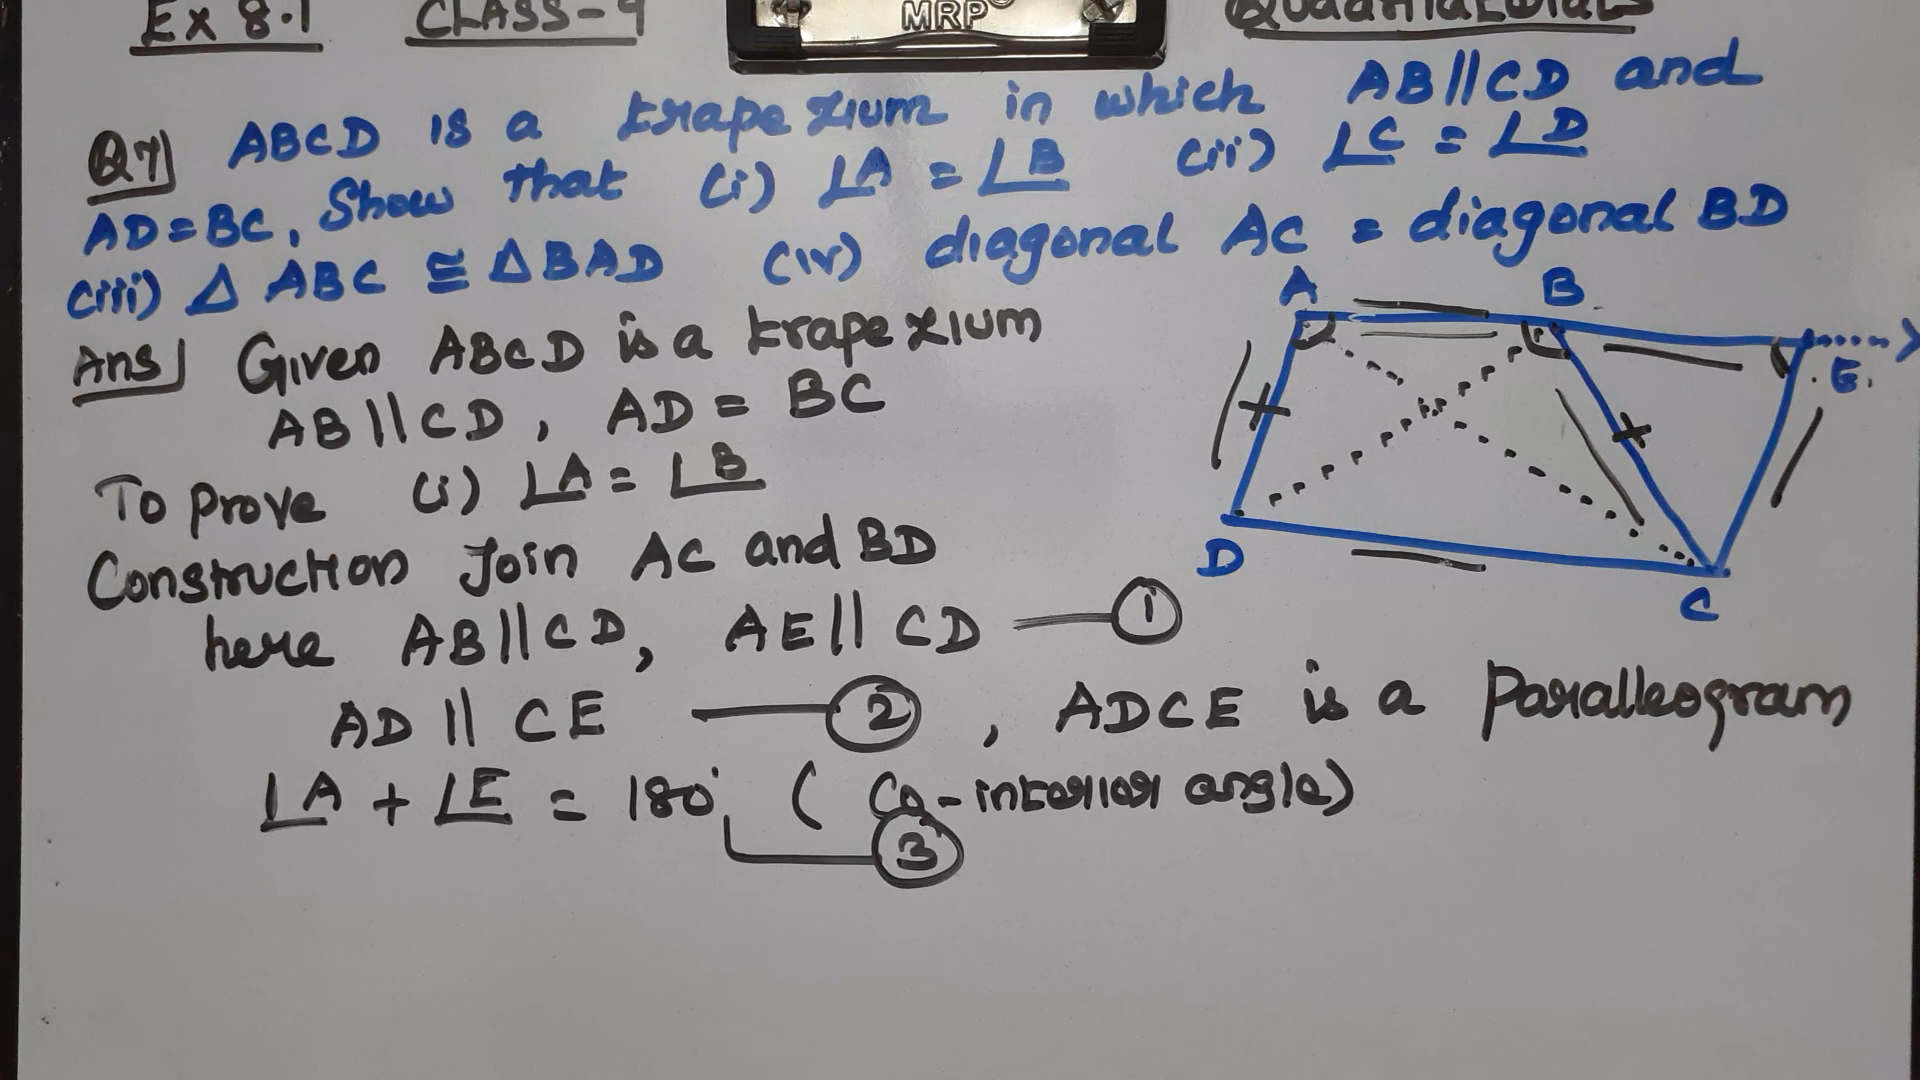 Ex 8.1 CLASS-9 MRP Quadrilaterals
Q7] ABCD is a trapezium in which AB||CD and
AD=BC, Show that (i) ∠A = ∠B (ii) ∠C = ∠D
(iii) Δ ABC ≅ ΔBAD (iv) diagonal AC = diagonal BD
Ans] Given ABCD is a trapezium
AB||CD, AD = BC
To prove (i) ∠A = ∠B
Construction Join AC and BD
here AB||CD, AE|| CD — 1
AD || CE — 2, ADCE is a Paralleogram
∠A + ∠E = 180° ( Co-interior angle)
3
A B
E.
D
C